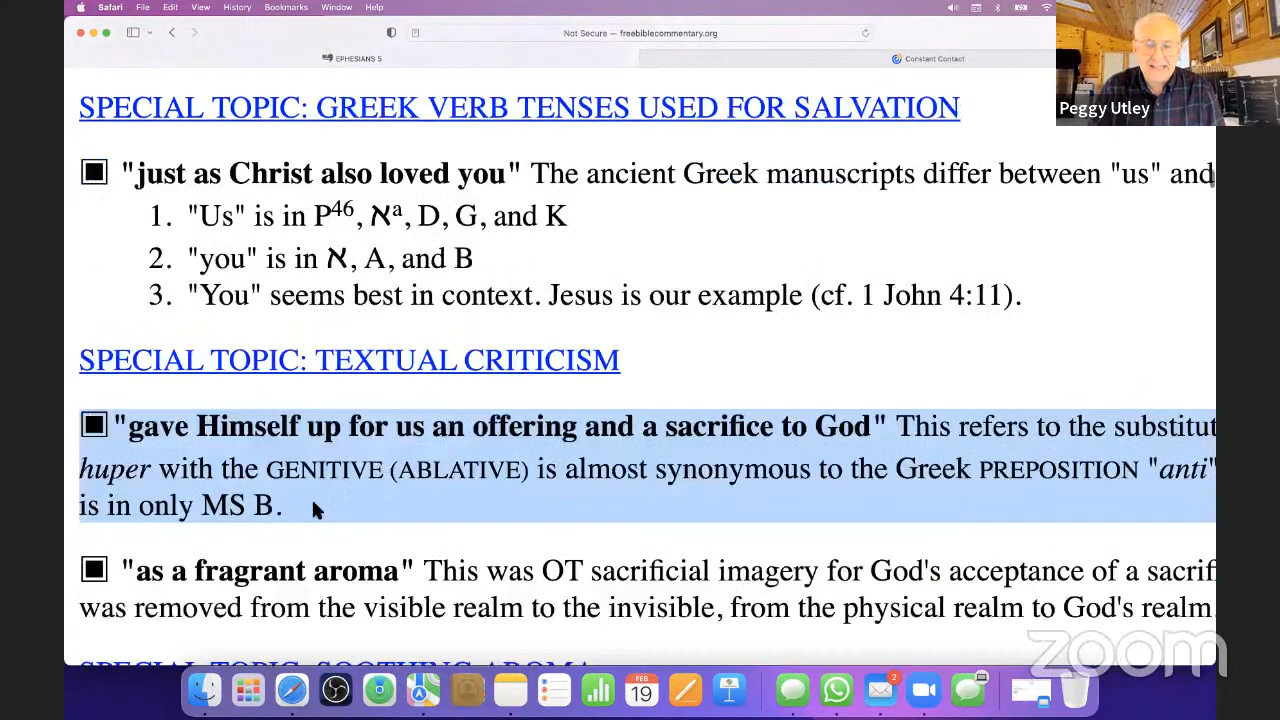 Safari File Edit View History Bookmarks Window Help
Not Secure — freebiblecommentary.org
EPHESIANS 5
Constant Contact
Peggy Utley
SPECIAL TOPIC: GREEK VERB TENSES USED FOR SALVATION
"just as Christ also loved you" The ancient Greek manuscripts differ between "us" and
1. "Us" is in P46, אa, D, G, and K
2. "you" is in א, A, and B
3. "You" seems best in context. Jesus is our example (cf. 1 John 4:11).
SPECIAL TOPIC: TEXTUAL CRITICISM
"gave Himself up for us an offering and a sacrifice to God" This refers to the substitut
huper with the GENITIVE (ABLATIVE) is almost synonymous to the Greek PREPOSITION "anti"
is in only MS B.
"as a fragrant aroma" This was OT sacrificial imagery for God's acceptance of a sacrif
was removed from the visible realm to the invisible, from the physical realm to God's realm.
SPECIAL TOPIC: SOOTHING AROMA
zoom
FEB
19
2